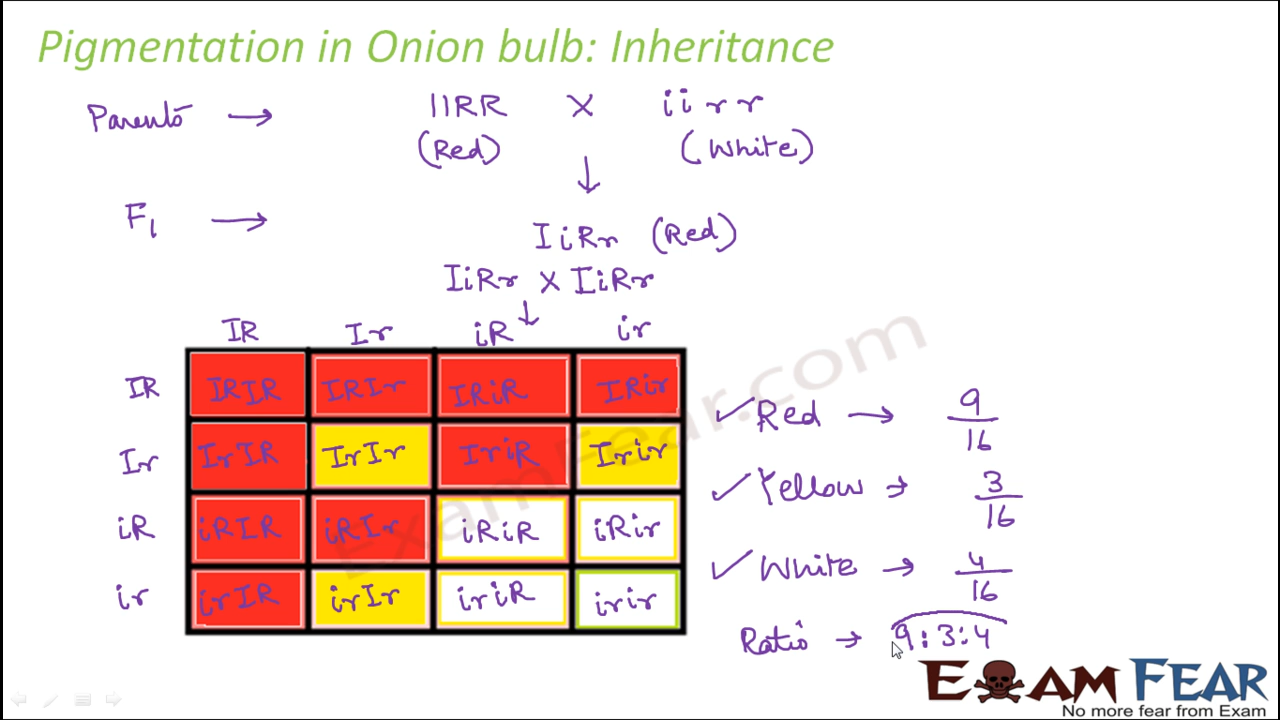 Pigmentation in Onion bulb: Inheritance
Parents → IIRR X iirr
(Red) (White)
↓
F1 → IiRr (Red)
IiRr X IiRr
↓
IR Ir iR ir
IR IRIR IRIr IRiR IRir
Ir IrIR IrIr IriR Irir
iR iRIR iRIr iRiR iRir
ir irIR irIr iriR irir
✓Red → 9/16
✓Yellow → 3/16
✓White → 4/16
Ratio → 9:3:4
ExamFear.com
EXAM FEAR
No more fear from Exam